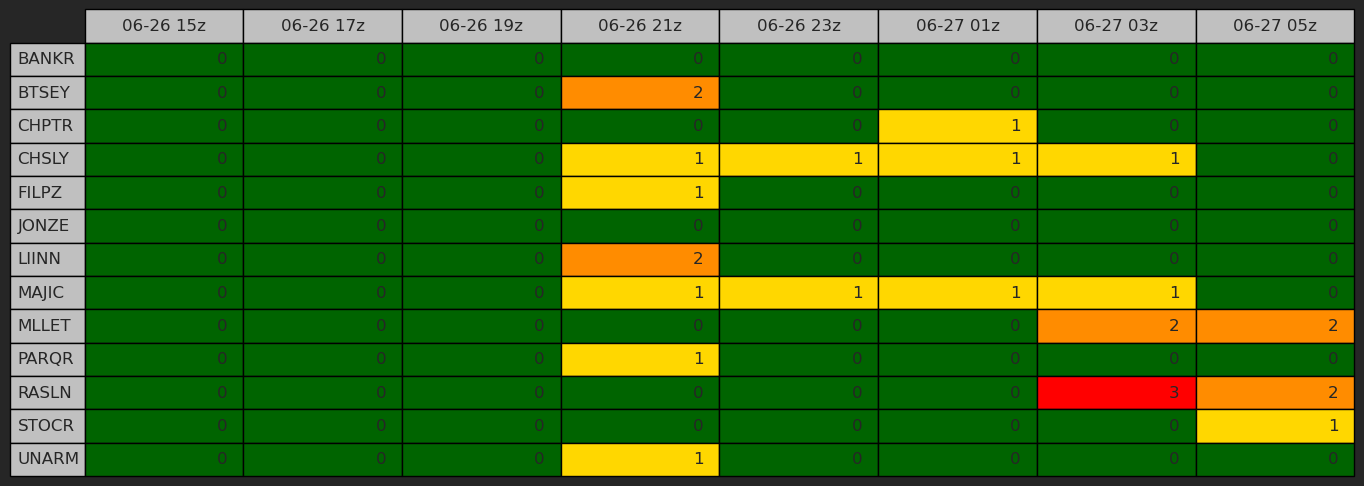 06-26 15z 06-26 17z 06-26 19z 06-26 21z 06-26 23z 06-27 01z 06-27 03z 06-27 05z
BANKR 0 0 0 0 0 0 0 0
BTSEY 0 0 0 2 0 0 0 0
CHPTR 0 0 0 0 0 1 0 0
CHSLY 0 0 0 1 1 1 1 0
FILPZ 0 0 0 1 0 0 0 0
JONZE 0 0 0 0 0 0 0 0
LIINN 0 0 0 2 0 0 0 0
MAJIC 0 0 0 1 1 1 1 0
MLLET 0 0 0 0 0 0 2 2
PARQR 0 0 0 1 0 0 0 0
RASLN 0 0 0 0 0 0 3 2
STOCR 0 0 0 0 0 0 0 1
UNARM 0 0 0 1 0 0 0 0